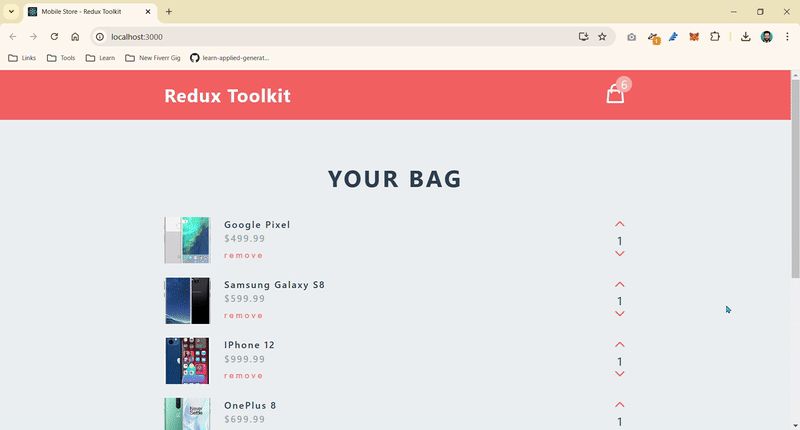 Mobile Store - Redux Toolkit
localhost:3000
Links
Tools
Learn
New Fiverr Gig
learn-applied-generat...
1
Redux Toolkit
6
YOUR BAG
Google Pixel
$499.99
remove
1
Samsung Galaxy S8
$599.99
remove
1
IPhone 12
$999.99
remove
1
OnePlus 8
$699.99
1